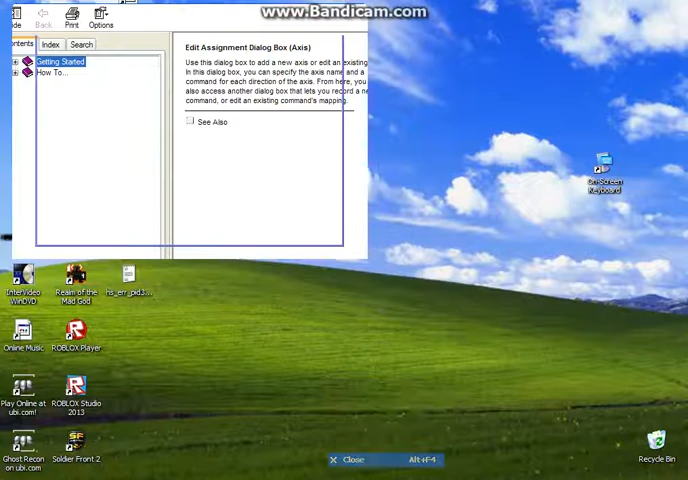 www.Bandicam.com
Back
Print
Options
Index
Search
Getting Started
How To...
Edit Assignment Dialog Box (Axis)
Use this dialog box to add a new axis or edit an existing
In this dialog box, you can specify the axis name and a
command for each direction of the axis. From here, you
also access another dialog box that lets you record a ne
command, or edit an existing command's mapping.
See Also
On-Screen
Keyboard
InterVideo
WinDVD
Realm of the
Mad God
hs_err_pid3...
Online Music
ROBLOX Player
Play Online at
ubi.com!
ROBLOX Studio
2013
Ghost Recon
on ubi.com
Soldier Front 2
Close Alt+F4
Recycle Bin